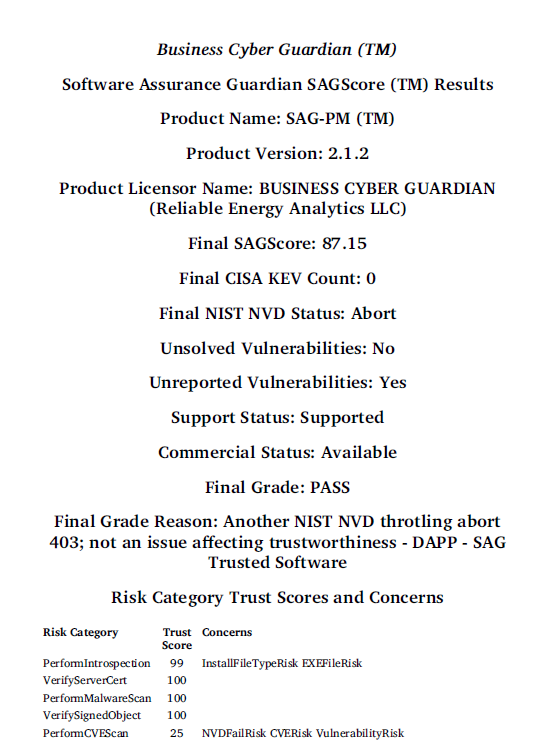 Business Cyber Guardian (TM)
Software Assurance Guardian SAGScore (TM) Results
Product Name: SAG-PM (TM)
Product Version: 2.1.2
Product Licensor Name: BUSINESS CYBER GUARDIAN
(Reliable Energy Analytics LLC)
Final SAGScore: 87.15
Final CISA KEV Count: 0
Final NIST NVD Status: Abort
Unsolved Vulnerabilities: No
Unreported Vulnerabilities: Yes
Support Status: Supported
Commercial Status: Available
Final Grade: PASS
Final Grade Reason: Another NIST NVD throtling abort
403; not an issue affecting trustworthiness - DAPP - SAG
Trusted Software
Risk Category Trust Scores and Concerns
Risk Category Trust Concerns
Score
PerformIntrospection 99 InstallFileTypeRisk EXEFileRisk
VerifyServerCert 100
PerformMalwareScan 100
VerifySignedObject 100
PerformCVEScan 25 NVDFailRisk CVERisk VulnerabilityRisk